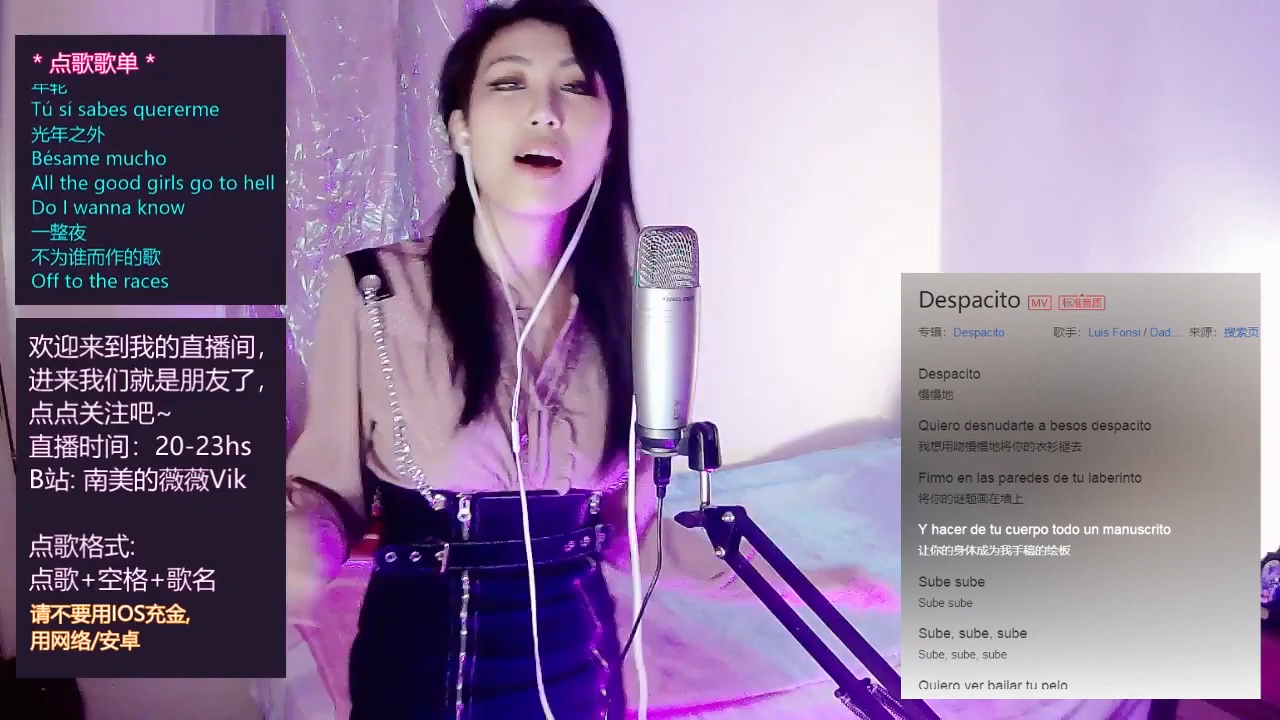 * 点歌歌单 *
年轮
Tú sí sabes quererme
光年之外
Bésame mucho
All the good girls go to hell
Do I wanna know
一整夜
不为谁而作的歌
Off to the races
欢迎来到我的直播间，
进来我们就是朋友了，
点点关注吧~
直播时间：20-23hs
B站: 南美的薇薇Vik
点歌格式:
点歌+空格+歌名
请不要用IOS充金,
用网络/安卓
Despacito MV 标准音质
专辑：Despacito 歌手：Luis Fonsi / Dad... 来源：搜索页
Despacito
慢慢地
Quiero desnudarte a besos despacito
我想用吻慢慢地将你的衣衫褪去
Firmo en las paredes de tu laberinto
将你的谜题画在墙上
Y hacer de tu cuerpo todo un manuscrito
让你的身体成为我手稿的绘板
Sube sube
Sube sube
Sube, sube, sube
Sube, sube, sube
Quiero ver bailar tu pelo